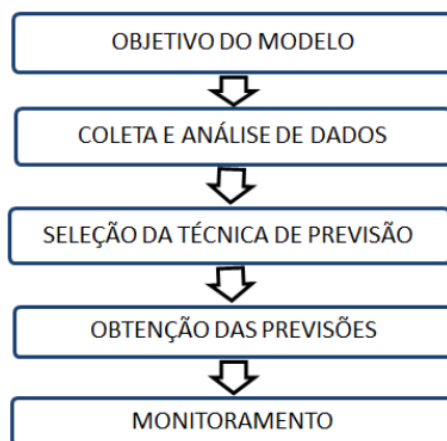 OBJETIVO DO MODELO
COLETA E ANÁLISE DE DADOS
SELEÇÃO DA TÉCNICA DE PREVISÃO
OBTENÇÃO DAS PREVISÕES
MONITORAMENTO